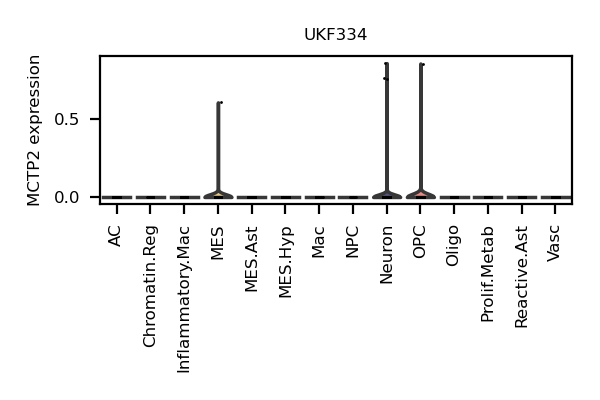 UKF334
MCTP2 expression
0.5
0.0
AC
Chromatin.Reg
Inflammatory.Mac
MES
MES.Ast
MES.Hyp
Mac
NPC
Neuron
OPC
Oligo
Prolif.Metab
Reactive.Ast
Vasc